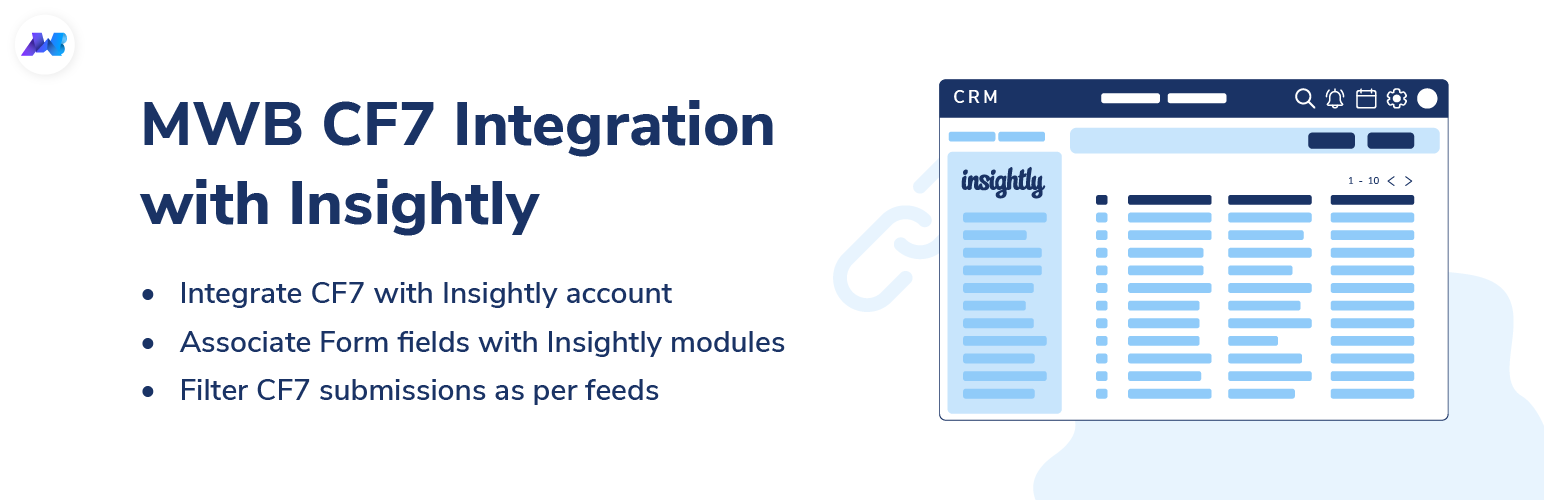 MWB
MWB CF7 Integration
with Insightly
• Integrate CF7 with Insightly account
• Associate Form fields with Insightly modules
• Filter CF7 submissions as per feeds
CRM
insightly
1 - 10 < >